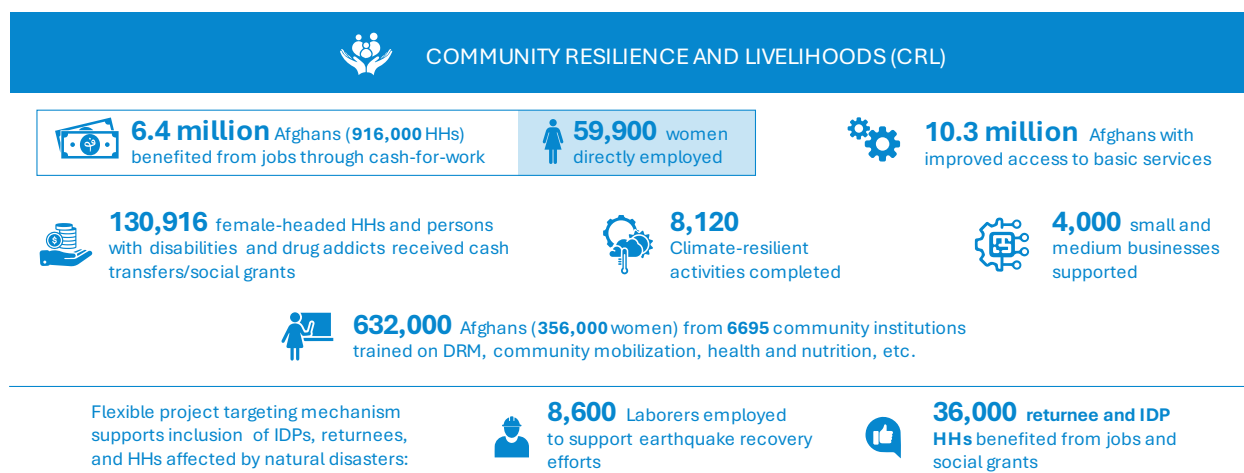 COMMUNITY RESILIENCE AND LIVELIHOODS (CRL)
6.4 million Afghans (916,000 HHs)
benefited from jobs through cash-for-work
59,900 women
directly employed
10.3 million Afghans with
improved access to basic services
130,916 female-headed HHs and persons
with disabilities and drug addicts received cash
transfers/social grants
8,120
Climate-resilient
activities completed
4,000 small and
medium businesses
supported
632,000 Afghans (356,000 women) from 6695 community institutions
trained on DRM, community mobilization, health and nutrition, etc.
Flexible project targeting mechanism
supports inclusion of IDPs, returnees,
and HHs affected by natural disasters:
8,600 Laborers employed
to support earthquake recovery
efforts
36,000 returnee and IDP
HHs benefited from jobs and
social grants